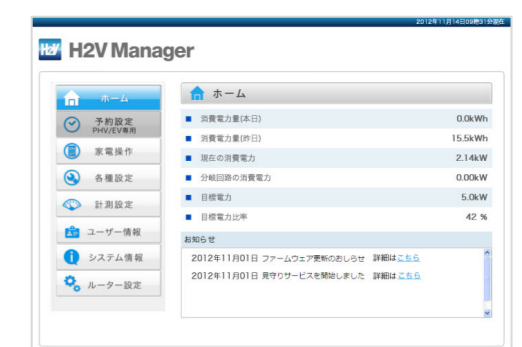 2012年11月14日09時31分現在
H2V H2V Manager
ホーム
予約設定
PHV/EV専用
家電操作
各種設定
計測設定
ユーザー情報
システム情報
ルーター設定
ホーム
消費電力量(本日) 0.0kWh
消費電力量(昨日) 15.5kWh
現在の消費電力 2.14kW
分岐回路の消費電力 0.00kW
目標電力 5.0kW
目標電力比率 42 %
お知らせ
2012年11月01日 ファームウェア更新のおしらせ 詳細はこちら
2012年11月01日 見守りサービスを開始しました 詳細はこちら